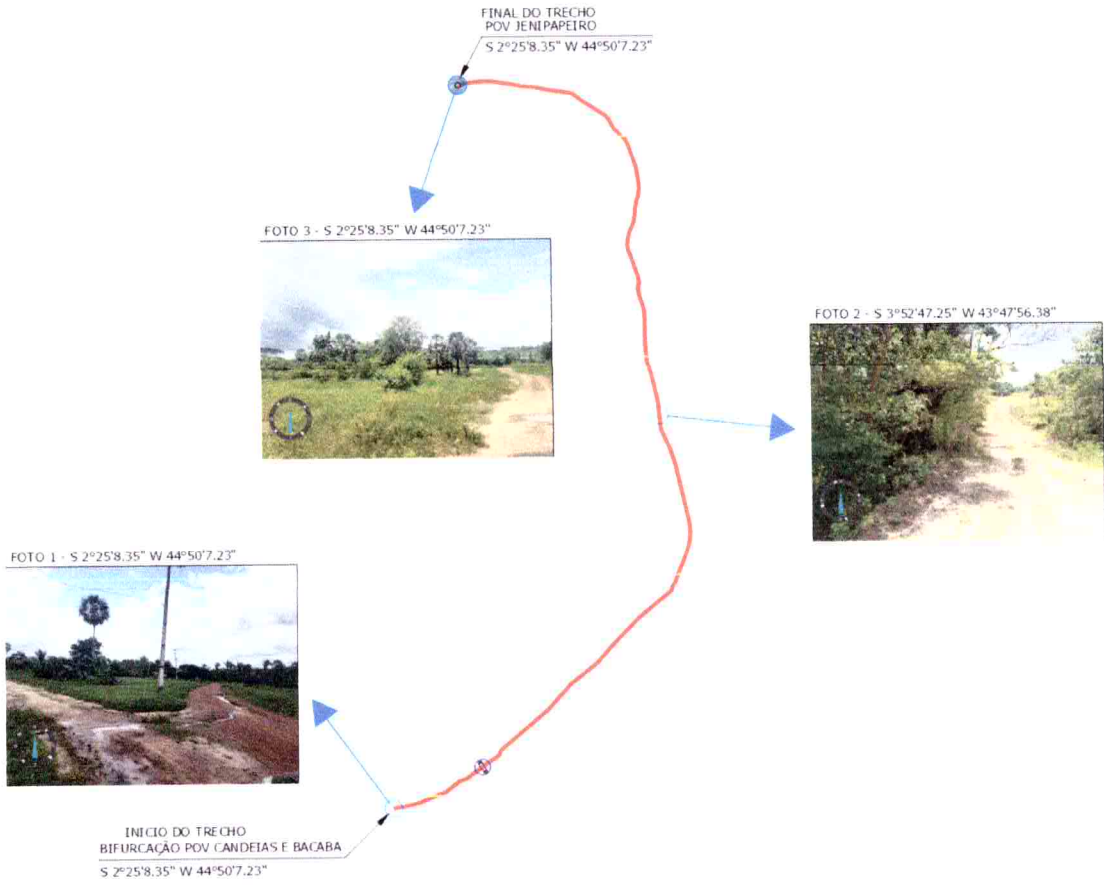 FINAL DO TRECHO
POV JENIPAPEIRO
S 2°25'8.35" W 44°50'7.23"
FOTO 3 - S 2°25'8.35" W 44°50'7.23"
FOTO 2 - S 3°52'47.25" W 43°47'56.38"
FOTO 1 - S 2°25'8.35" W 44°50'7.23"
INICIO DO TRECHO
BIFURCAÇÃO POV CANDEIAS E BACABA
S 2°25'8.35" W 44°50'7.23"